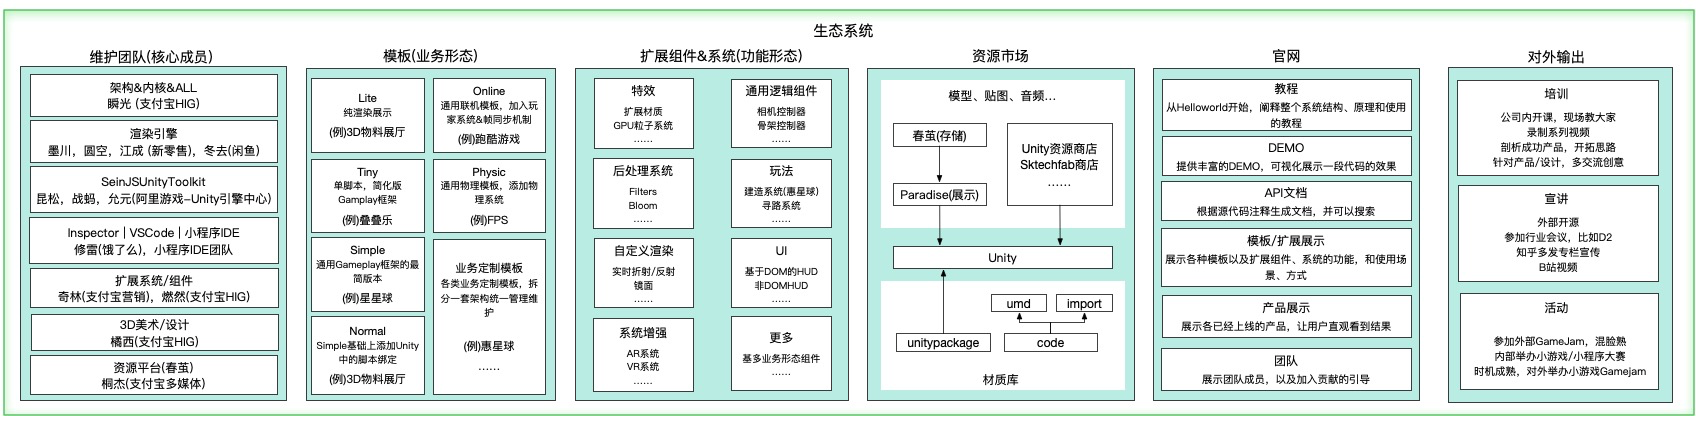 生态系统
维护团队(核心成员)
架构&内核&ALL
瞬光 (支付宝HIG)
渲染引擎
墨川，圆空，江成 (新零售)，冬去(闲鱼)
SeinJSUnityToolkit
昆松，战蚂，允元(阿里游戏-Unity引擎中心)
Inspector | VSCode | 小程序IDE
修雷(饿了么)，小程序IDE团队
扩展系统/组件
奇林(支付宝营销)，燃然(支付宝HIG)
3D美术/设计
橘西(支付宝HIG)
资源平台(春茧)
桐杰(支付宝多媒体)
模板(业务形态)
Lite
纯渲染展示
(例)3D物料展厅
Online
通用联机模板，加入玩
家系统&帧同步机制
(例)跑酷游戏
Tiny
单脚本，简化版
Gamplay框架
(例)叠叠乐
Physic
通用物理模板，添加物
理系统
(例)FPS
Simple
通用Gameplay框架的最
简版本
(例)星星球
业务定制模板
各类业务定制模板，拆
分一套架构统一管理维
护
(例)惠星球
……
Normal
Simple基础上添加Unity
中的脚本绑定
(例)3D物料展厅
扩展组件&系统(功能形态)
特效
扩展材质
GPU粒子系统
……
通用逻辑组件
相机控制器
骨架控制器
……
后处理系统
Filters
Bloom
……
玩法
建造系统(惠星球)
寻路系统
……
自定义渲染
实时折射/反射
镜面
……
UI
基于DOM的HUD
非DOMHUD
……
系统增强
AR系统
VR系统
……
更多
基多业务形态组件
……
资源市场
模型、贴图、音频...
春茧(存储)
Paradise(展示)
Unity资源商店
Sktechfab商店
……
Unity
umd
import
unitypackage
code
材质库
官网
教程
从Helloworld开始，阐释整个系统结构、原理和使用
的教程
DEMO
提供丰富的DEMO，可视化展示一段代码的效果
API文档
根据源代码注释生成文档，并可以搜索
模板/扩展展示
展示各种模板以及扩展组件、系统的功能，和使用场
景、方式
产品展示
展示各已经上线的产品，让用户直观看到结果
团队
展示团队成员，以及加入贡献的引导
对外输出
培训
公司内开课，现场教大家
录制系列视频
剖析成功产品，开拓思路
针对产品/设计，多交流创意
宣讲
外部开源
参加行业会议，比如D2
知乎多发专栏宣传
B站视频
活动
参加外部GameJam，混脸熟
内部举办小游戏/小程序大赛
时机成熟，对外举办小游戏Gamejam